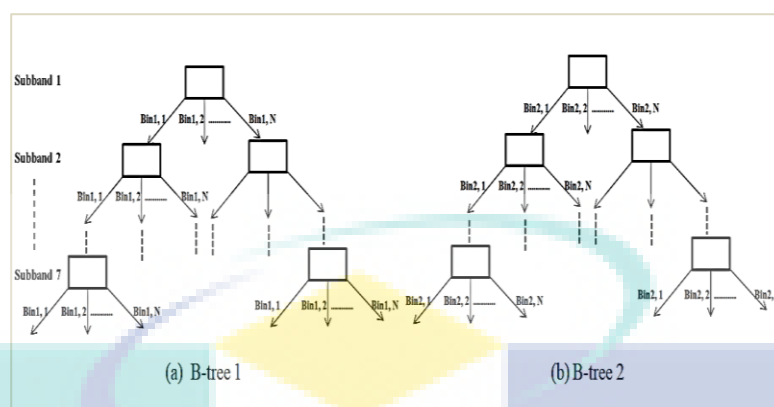 Subband 1
Bin1, 1 Bin1, 2 .......... Bin1, N
Bin2, 1 Bin2, 2 .......... Bin2, N
Subband 2
Bin1, 1 Bin1, 2 .......... Bin1, N
Bin2, 1 Bin2, 2 .......... Bin2, N
Subband 7
Bin1, 1 Bin1, 2 .......... Bin1, N
Bin1, 1 Bin1, 2 .......... Bin1, N
Bin2, 1 Bin2, 2 .......... Bin2, N
Bin2, 1 Bin2, 2 .......... Bin2,
(a) B-tree 1
(b) B-tree 2